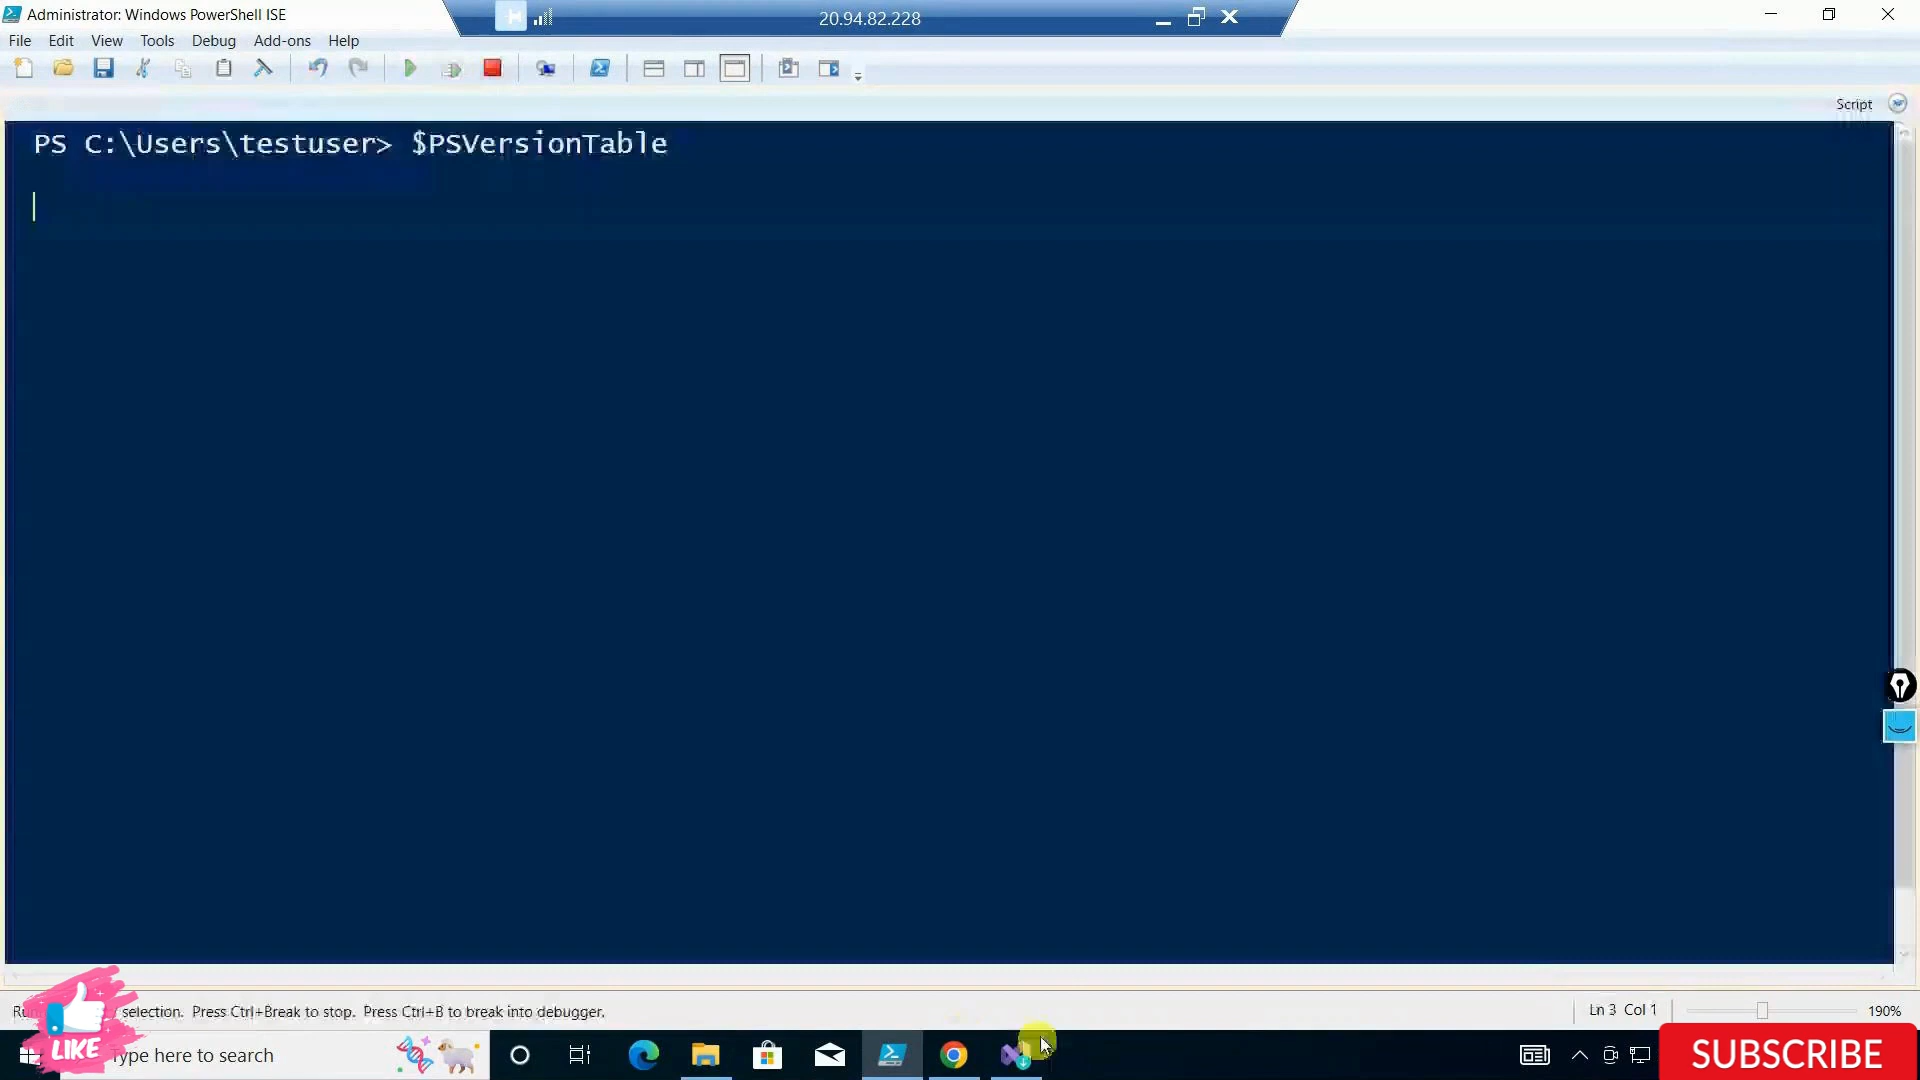 Administrator: Windows PowerShell ISE
20.94.82.228
File Edit View Tools Debug Add-ons Help
Script
PS C:\Users\testuser> $PSVersionTable
selection. Press Ctrl+Break to stop. Press Ctrl+B to break into debugger.
Ln 3 Col 1
190%
LIKE
Type here to search
SUBSCRIBE